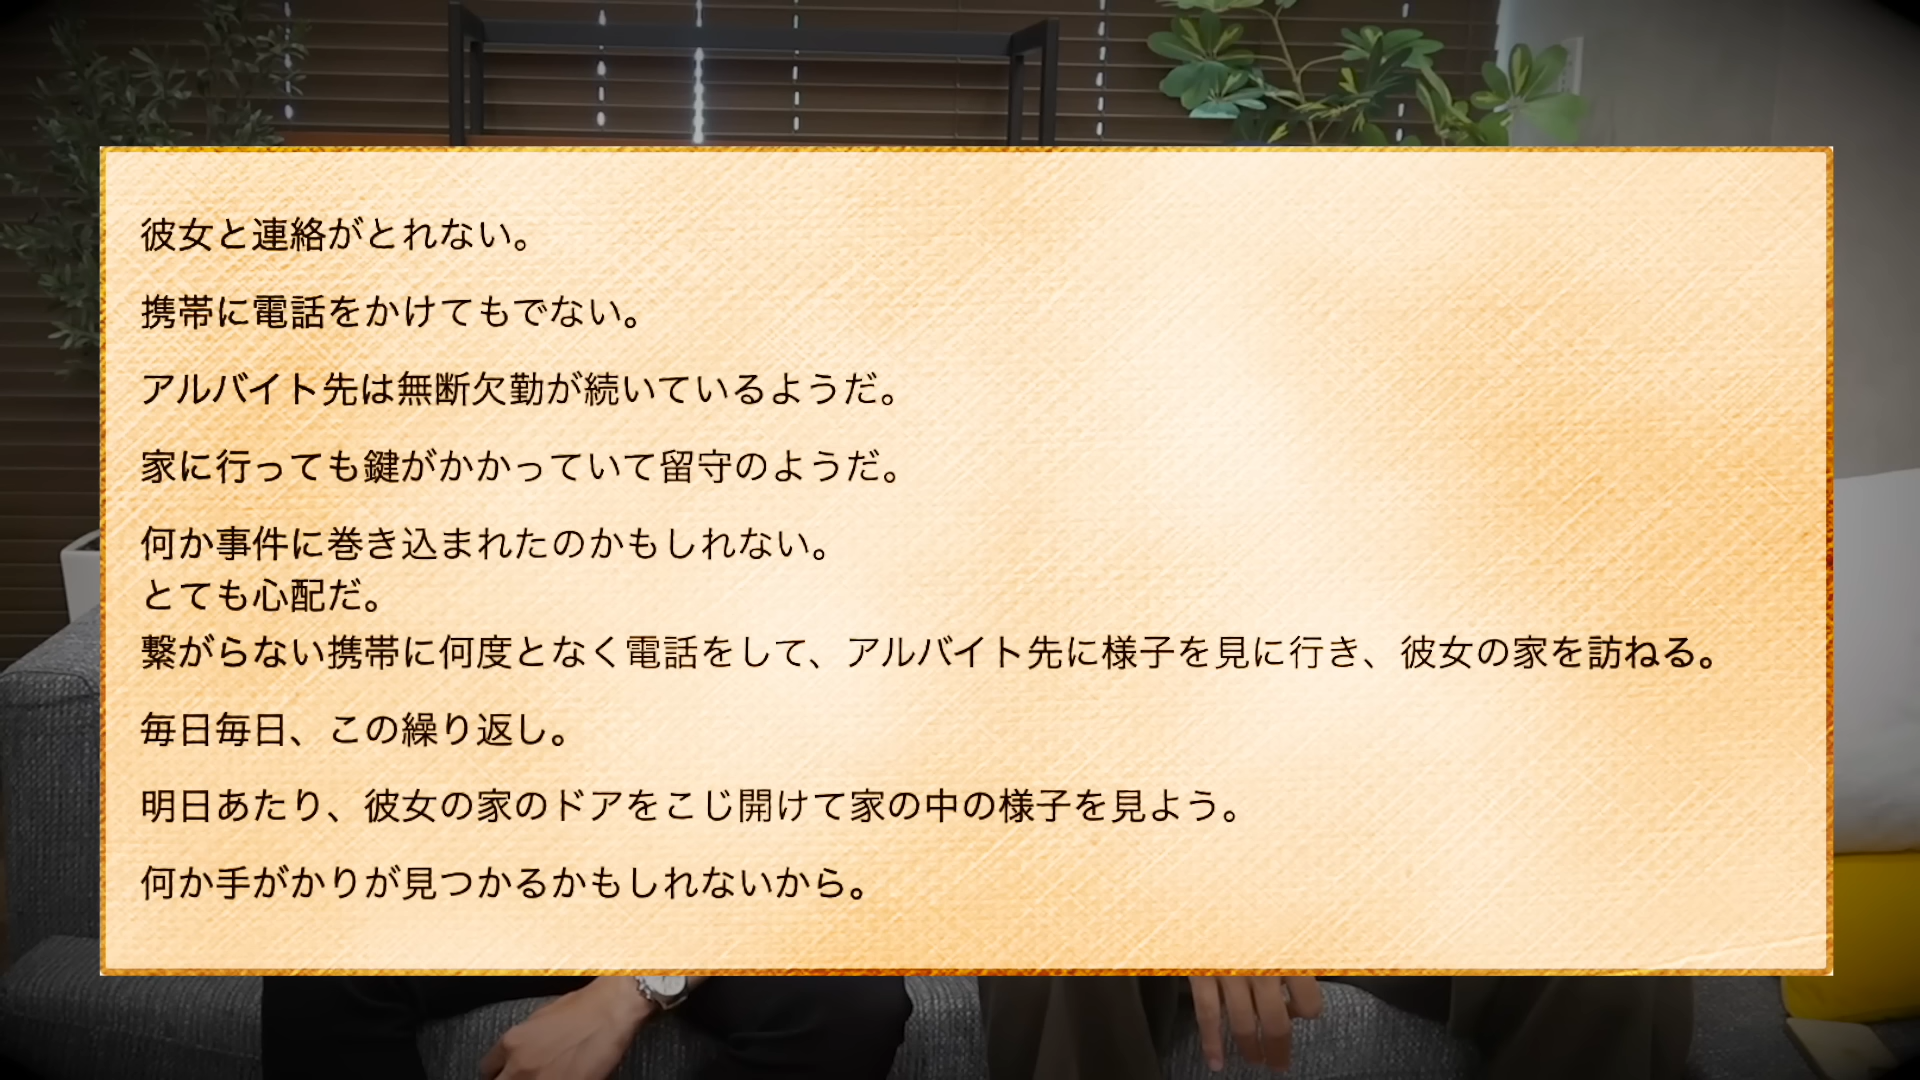 彼女と連絡がとれない。
携帯に電話をかけてもでない。
アルバイト先は無断欠勤が続いているようだ。
家に行っても鍵がかかっていて留守のようだ。
何か事件に巻き込まれたのかもしれない。
とても心配だ。
繋がらない携帯に何度となく電話をして、アルバイト先に様子を見に行き、彼女の家を訪ねる。
毎日毎日、この繰り返し。
明日あたり、彼女の家のドアをこじ開けて家の中の様子を見よう。
何か手がかりが見つかるかもしれないから。